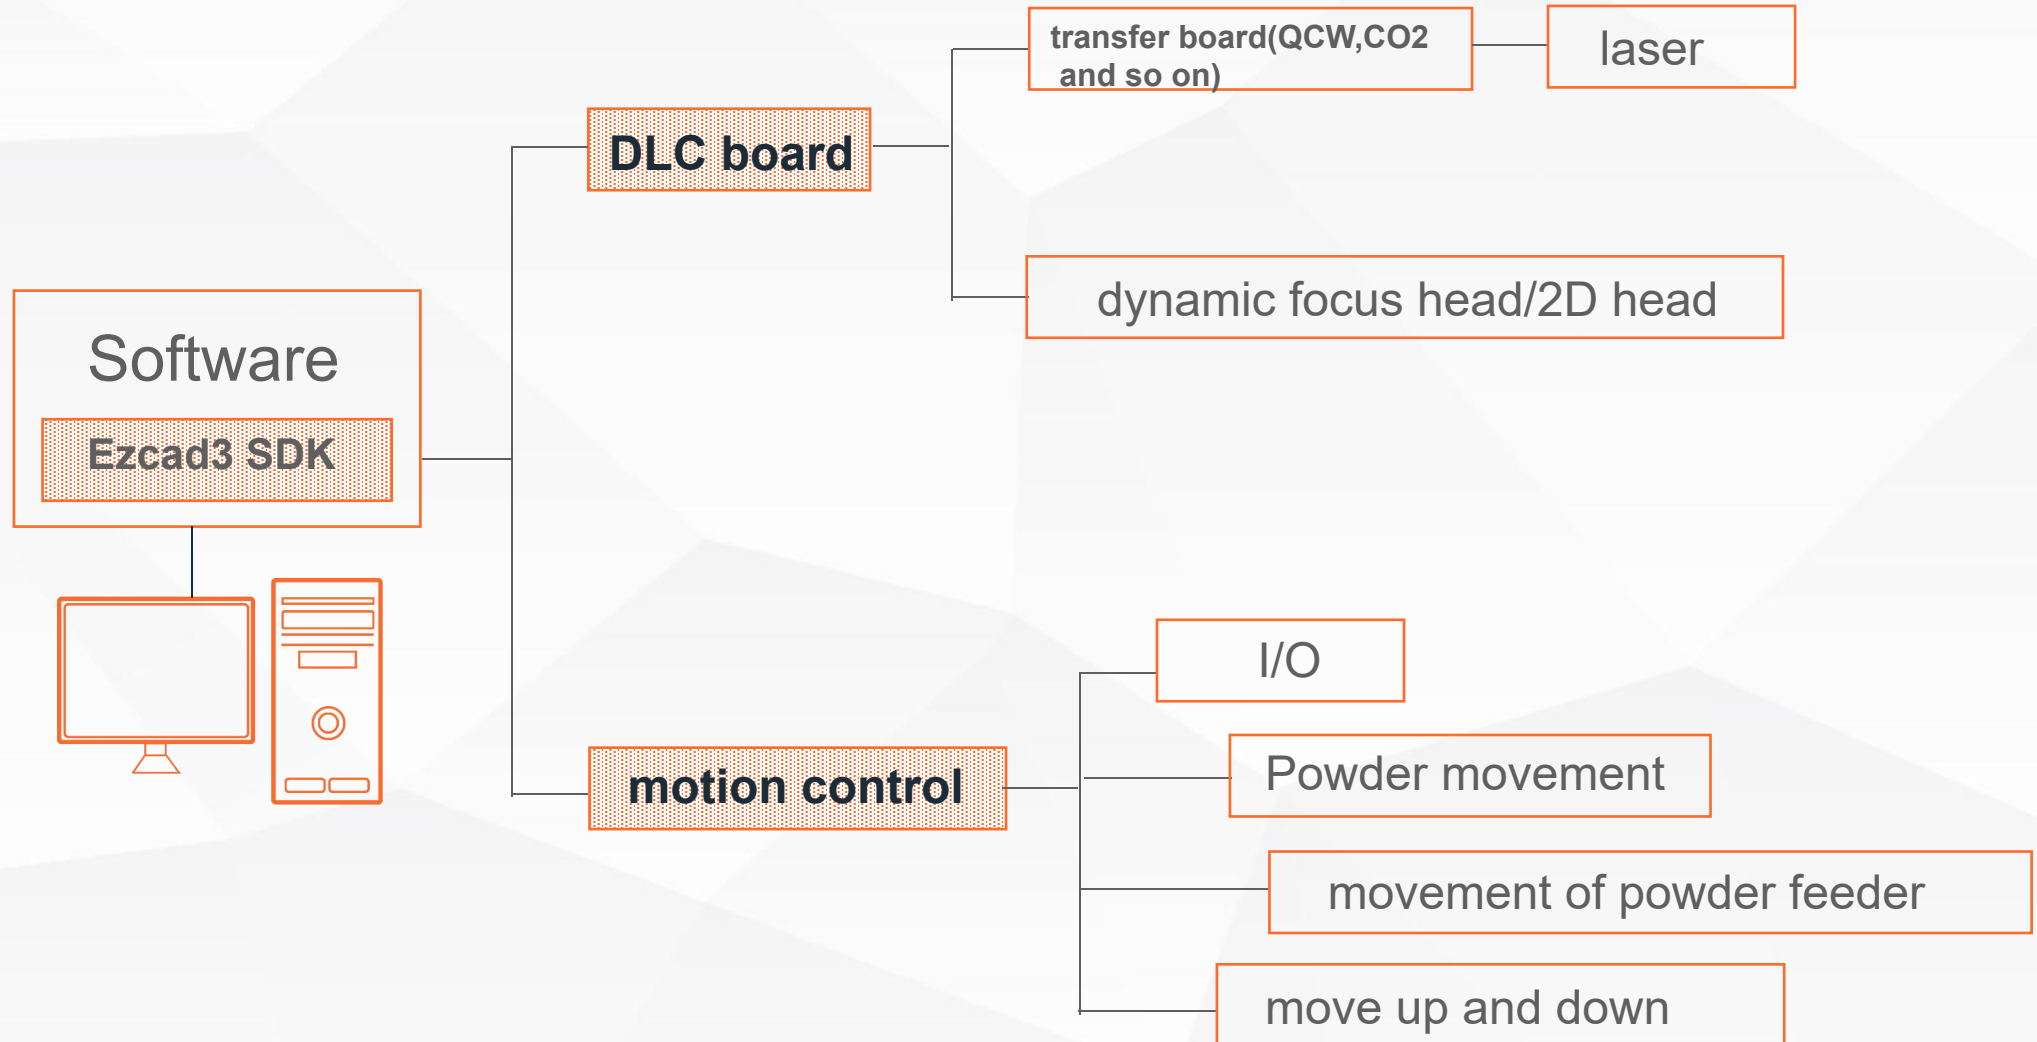 transfer board(QCW,CO2
and so on)
laser
DLC board
dynamic focus head/2D head
Software
Ezcad3 SDK
I/O
motion control
Powder movement
movement of powder feeder
move up and down